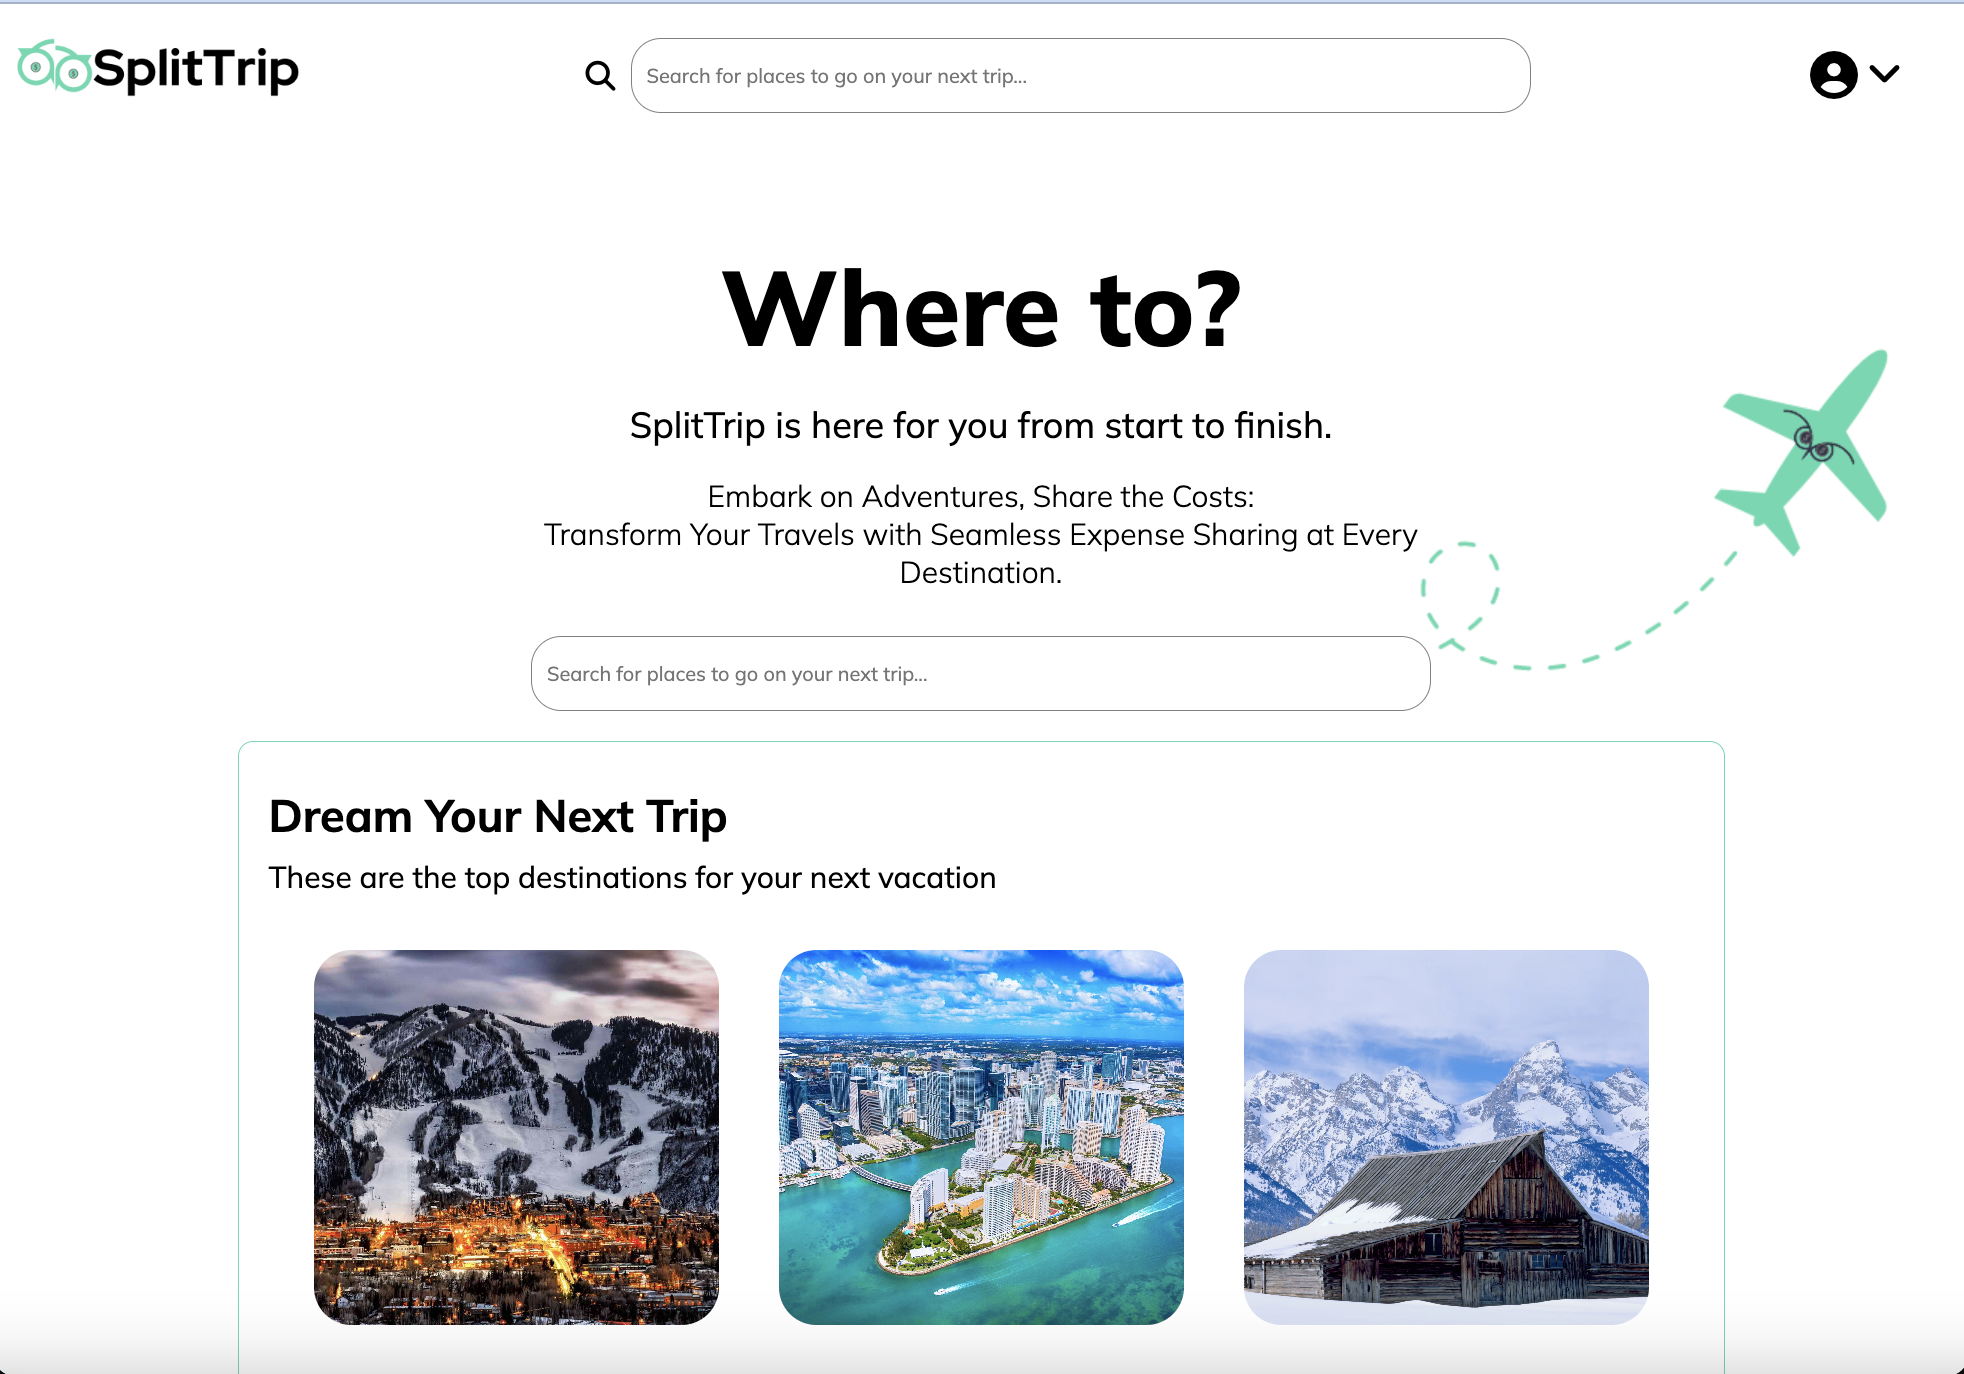 SplitTrip
Search for places to go on your next trip...
Where to?
SplitTrip is here for you from start to finish.
Embark on Adventures, Share the Costs:
Transform Your Travels with Seamless Expense Sharing at Every
Destination.
Search for places to go on your next trip...
Dream Your Next Trip
These are the top destinations for your next vacation